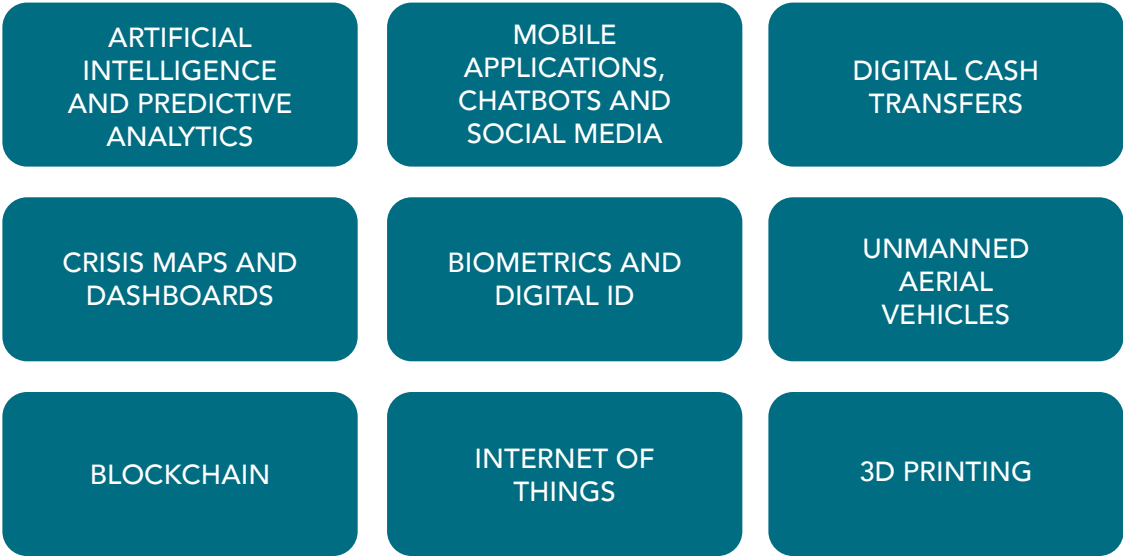 ARTIFICIAL
INTELLIGENCE
AND PREDICTIVE
ANALYTICS
MOBILE
APPLICATIONS,
CHATBOTS AND
SOCIAL MEDIA
DIGITAL CASH
TRANSFERS
CRISIS MAPS AND
DASHBOARDS
BIOMETRICS AND
DIGITAL ID
UNMANNED
AERIAL
VEHICLES
BLOCKCHAIN
INTERNET OF
THINGS
3D PRINTING